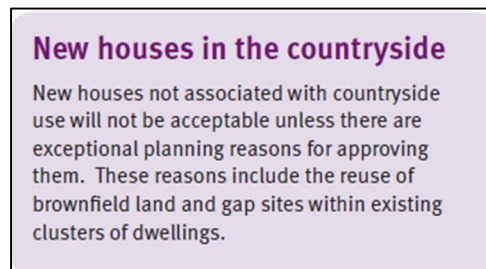 New houses in the countryside
New houses not associated with countryside
use will not be acceptable unless there are
exceptional planning reasons for approving
them. These reasons include the reuse of
brownfield land and gap sites within existing
clusters of dwellings.